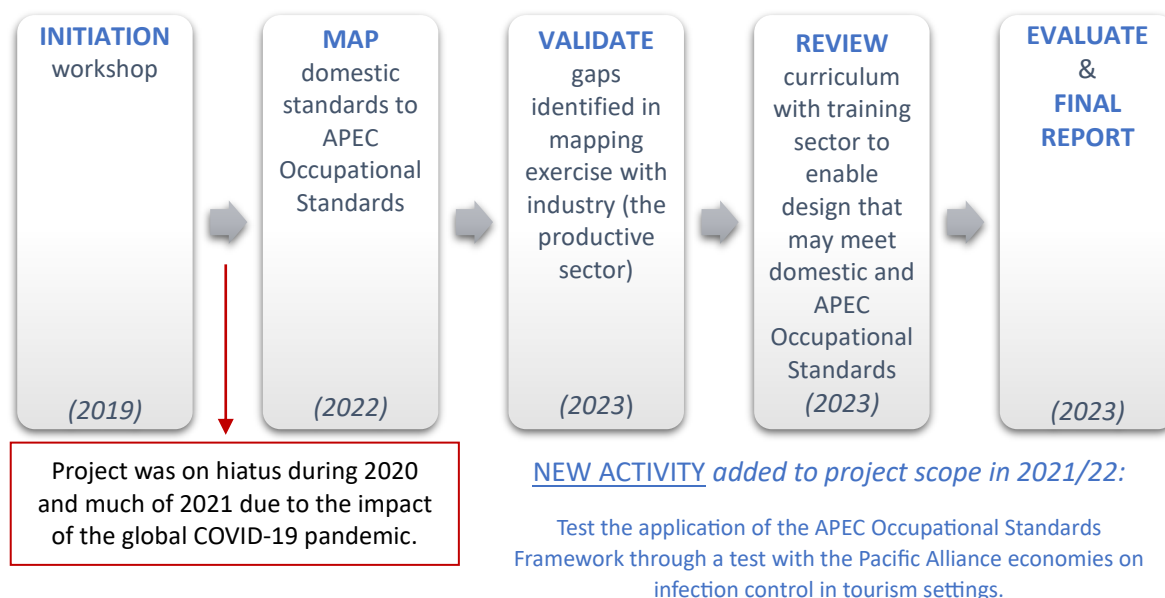 INITIATION
workshop
(2019)
MAP
domestic
standards to
APEC
Occupational
Standards
(2022)
VALIDATE
gaps
identified in
mapping
exercise with
industry (the
productive
sector)
(2023)
REVIEW
curriculum
with training
sector to
enable
design that
may meet
domestic and
APEC
Occupational
Standards
(2023)
EVALUATE
&
FINAL
REPORT
(2023)
Project was on hiatus during 2020
and much of 2021 due to the impact
of the global COVID-19 pandemic.
NEW ACTIVITY added to project scope in 2021/22:
Test the application of the APEC Occupational Standards
Framework through a test with the Pacific Alliance economies on
infection control in tourism settings.